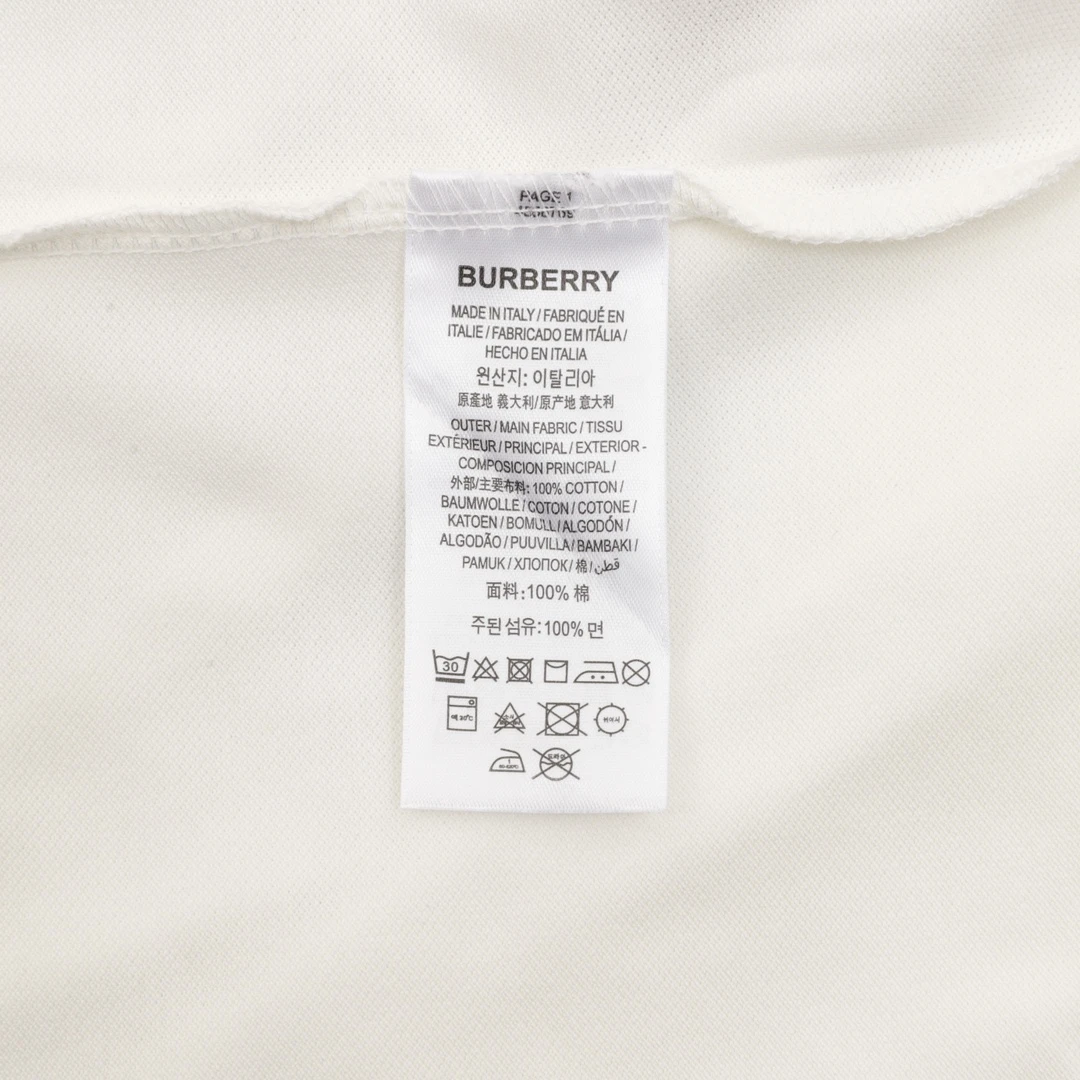 PAGE 1
BURBERRY
MADE IN ITALY / FABRIQUÉ EN
ITALIE / FABRICADO EM ITÁLIA /
HECHO EN ITALIA
원산지: 이탈리아
原產地 義大利/原产地 意大利
OUTER / MAIN FABRIC / TISSU
EXTÉRIEUR / PRINCIPAL / EXTERIOR -
COMPOSICION PRINCIPAL /
外部/主要布料: 100% COTTON /
BAUMWOLLE / COTON / COTONE /
KATOEN / BOMULL / ALGODÓN /
ALGODÃO / PUUVILLA / BAMBAKI /
PAMUK / ХЛОПОК / 棉 / قطن
面料:100% 棉
주된 섬유:100% 면
30